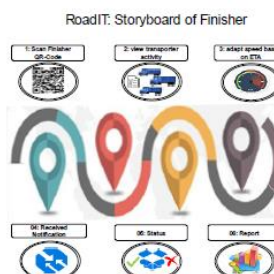 RoadIT: Storyboard of Finisher
1: Scan Finisher
QR-Code
2: view transporter
activity
3: adapt speed based
on ETA
04: Received
Notification
05: Status
06: Report